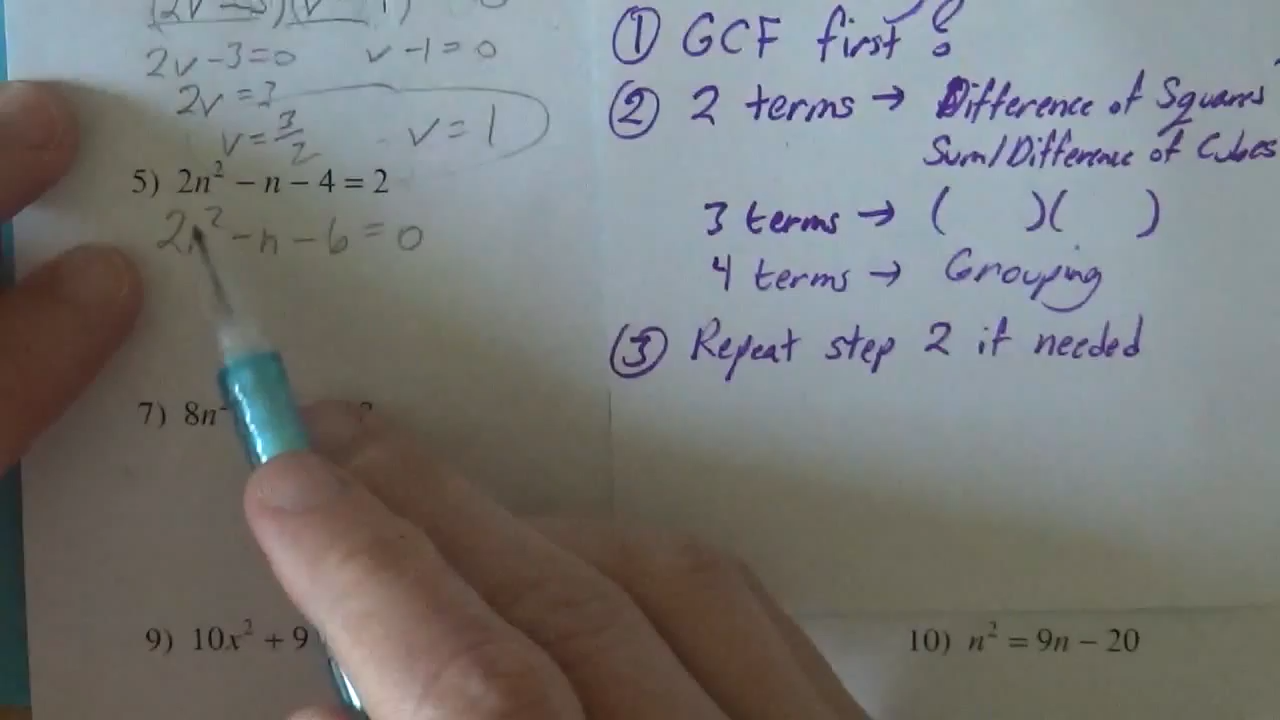 2v-3=0 v-1=0
2v=3
v=3/2 v=1
5) 2n² − n − 4 = 2
2n² - n - 6 = 0
7) 8n
9) 10x² + 9
① GCF first?
② 2 terms → Difference of Squares
Sum/Difference of Cubes
3 terms → ( )( )
4 terms → Grouping
③ Repeat step 2 if needed
10) n² = 9n − 20